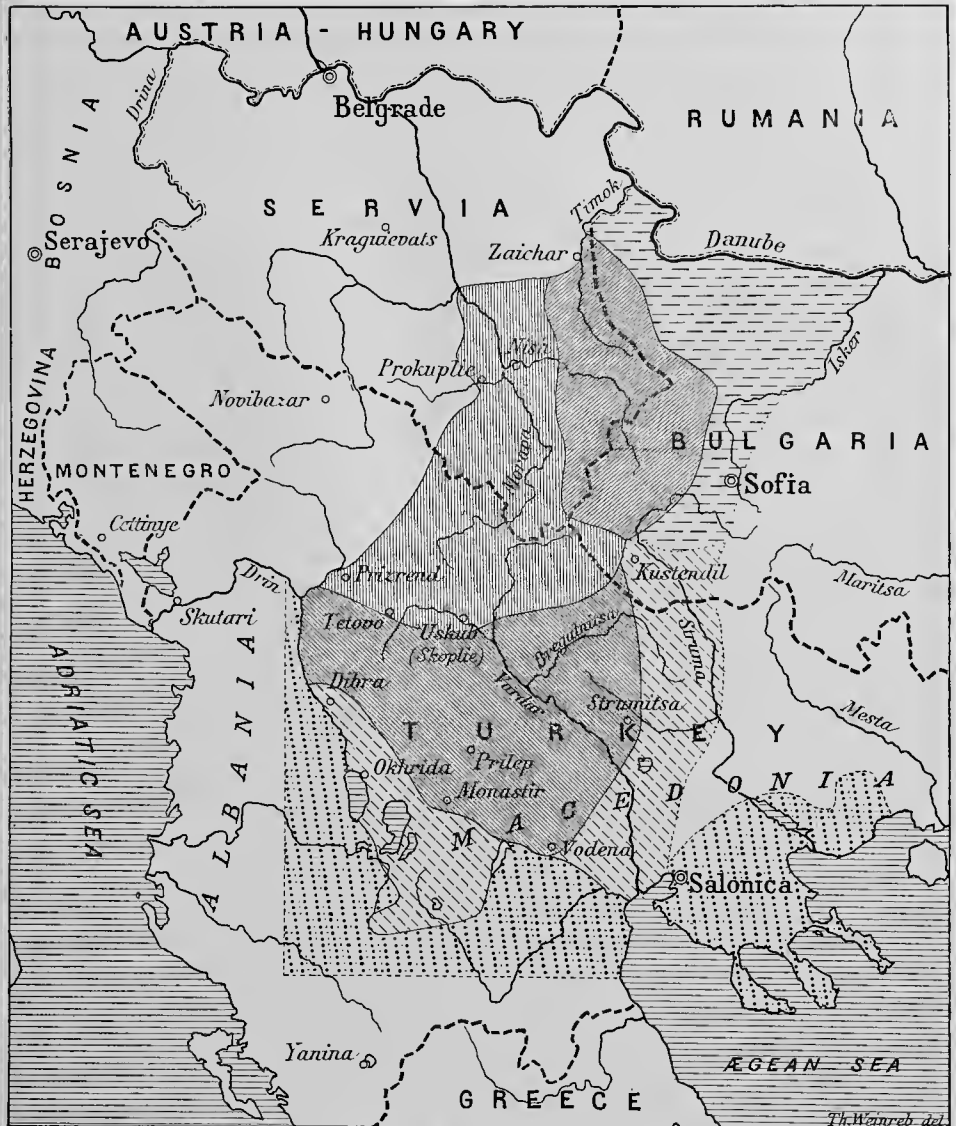 AUSTRIA - HUNGARY
Drina
Belgrade
RUMANIA
BOSNIA
SERVIA
Timok
Kraguievats
Serajevo
Zaichar
Danube
Isker
Nish
Prokuplie
Novibazar
HERZEGOVINA
BULGARIA
Morava
MONTENEGRO
Sofia
Cettinye
Drin
Prizrend
Kustendil
Maritsa
Skutari
Tetovo
Uskub
(Skoplie)
Bregalnitsa
Struma
Dibra
Vardar
Strumitsa
Mesta
ADRIATIC SEA
ALBANIA
TURKEY
Prilep
Okhrida
Monastir
MACEDONIA
Vodena
Salonica
Yanina
ÆGEAN SEA
GREECE
Th. Weinreb del.